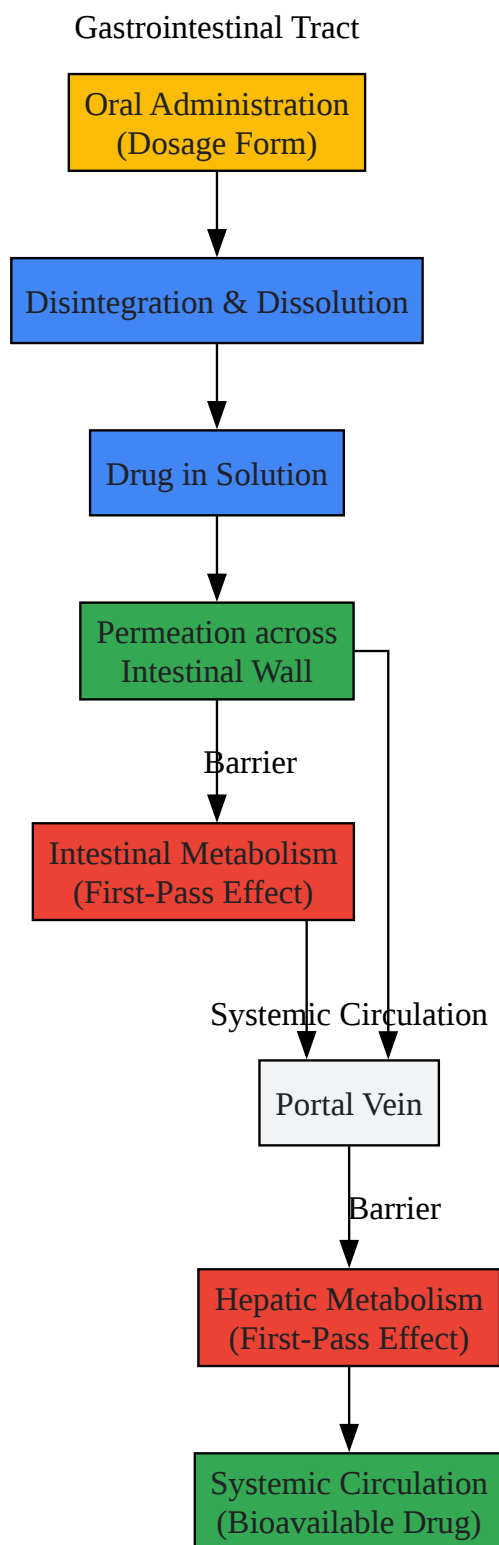 Gastrointestinal Tract
Oral Administration
(Dosage Form)
Disintegration & Dissolution
Drug in Solution
Permeation across
Intestinal Wall
Barrier
Intestinal Metabolism
(First-Pass Effect)
Systemic Circulation
Portal Vein
Barrier
Hepatic Metabolism
(First-Pass Effect)
Systemic Circulation
(Bioavailable Drug)